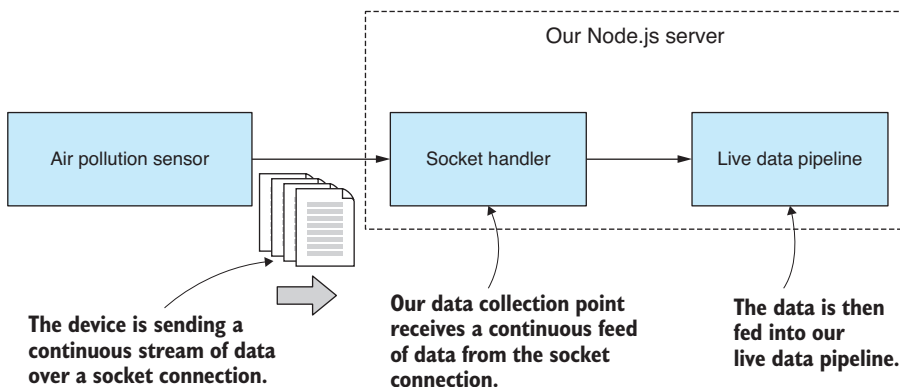 Our Node.js server
Air pollution sensor
Socket handler
Live data pipeline
The device is sending a
continuous stream of data
over a socket connection.
Our data collection point
receives a continuous feed
of data from the socket
connection.
The data is then
fed into our
live data pipeline.